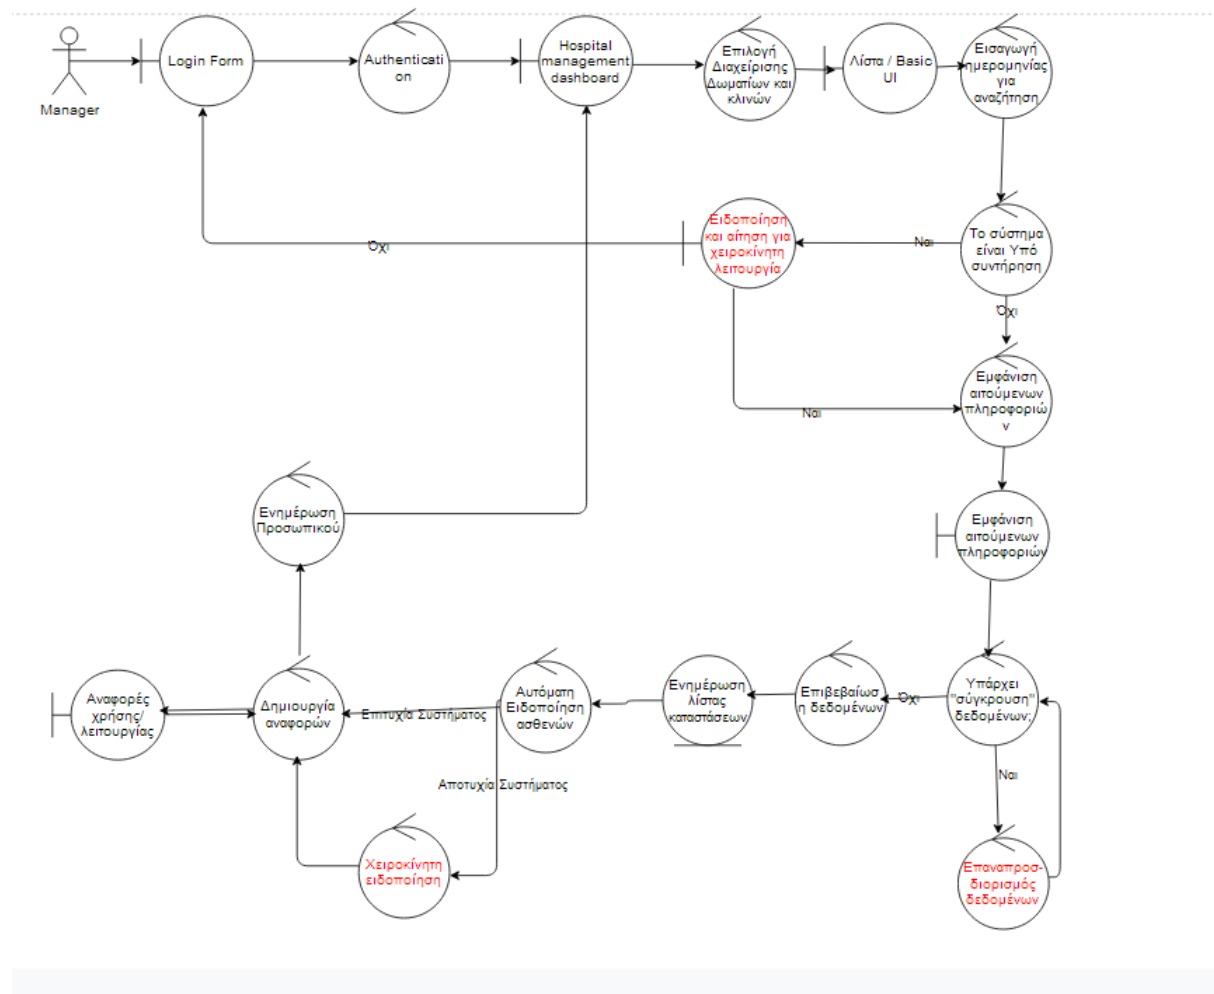 Manager
Login Form
Authenticati
on
Hospital
management
dashboard
Επιλογή
Διαχείρισης
Δωματίων και
κλινών
Λίστα / Basic
UI
Εισαγωγή
ημερομηνίας
για
αναζήτηση
Ειδοποίηση
και αίτηση για
χειροκίνητη
λειτουργία
Όχι
Ναι
Το σύστημα
είναι Υπό
συντήρηση
Όχι
Ναι
Εμφάνιση
αιτούμενων
πληροφοριώ
ν
Ενημέρωση
Προσωπικού
Εμφάνιση
αιτούμενων
πληροφοριών
Αναφορές
χρήσης/
λειτουργίας
Δημιουργία
αναφορών
Επιτυχία Συστήματος
Αυτόματη
Ειδοποίηση
ασθενών
Ενημέρωση
λίστας
καταστάσεων
Επιβεβαίωσ
η δεδομένων
Όχι
Υπάρχει
"σύγκρουση"
δεδομένων;
Ναι
Αποτυχία Συστήματος
Χειροκίνητη
ειδοποίηση
Επαναπροσ-
διορισμός
δεδομένων